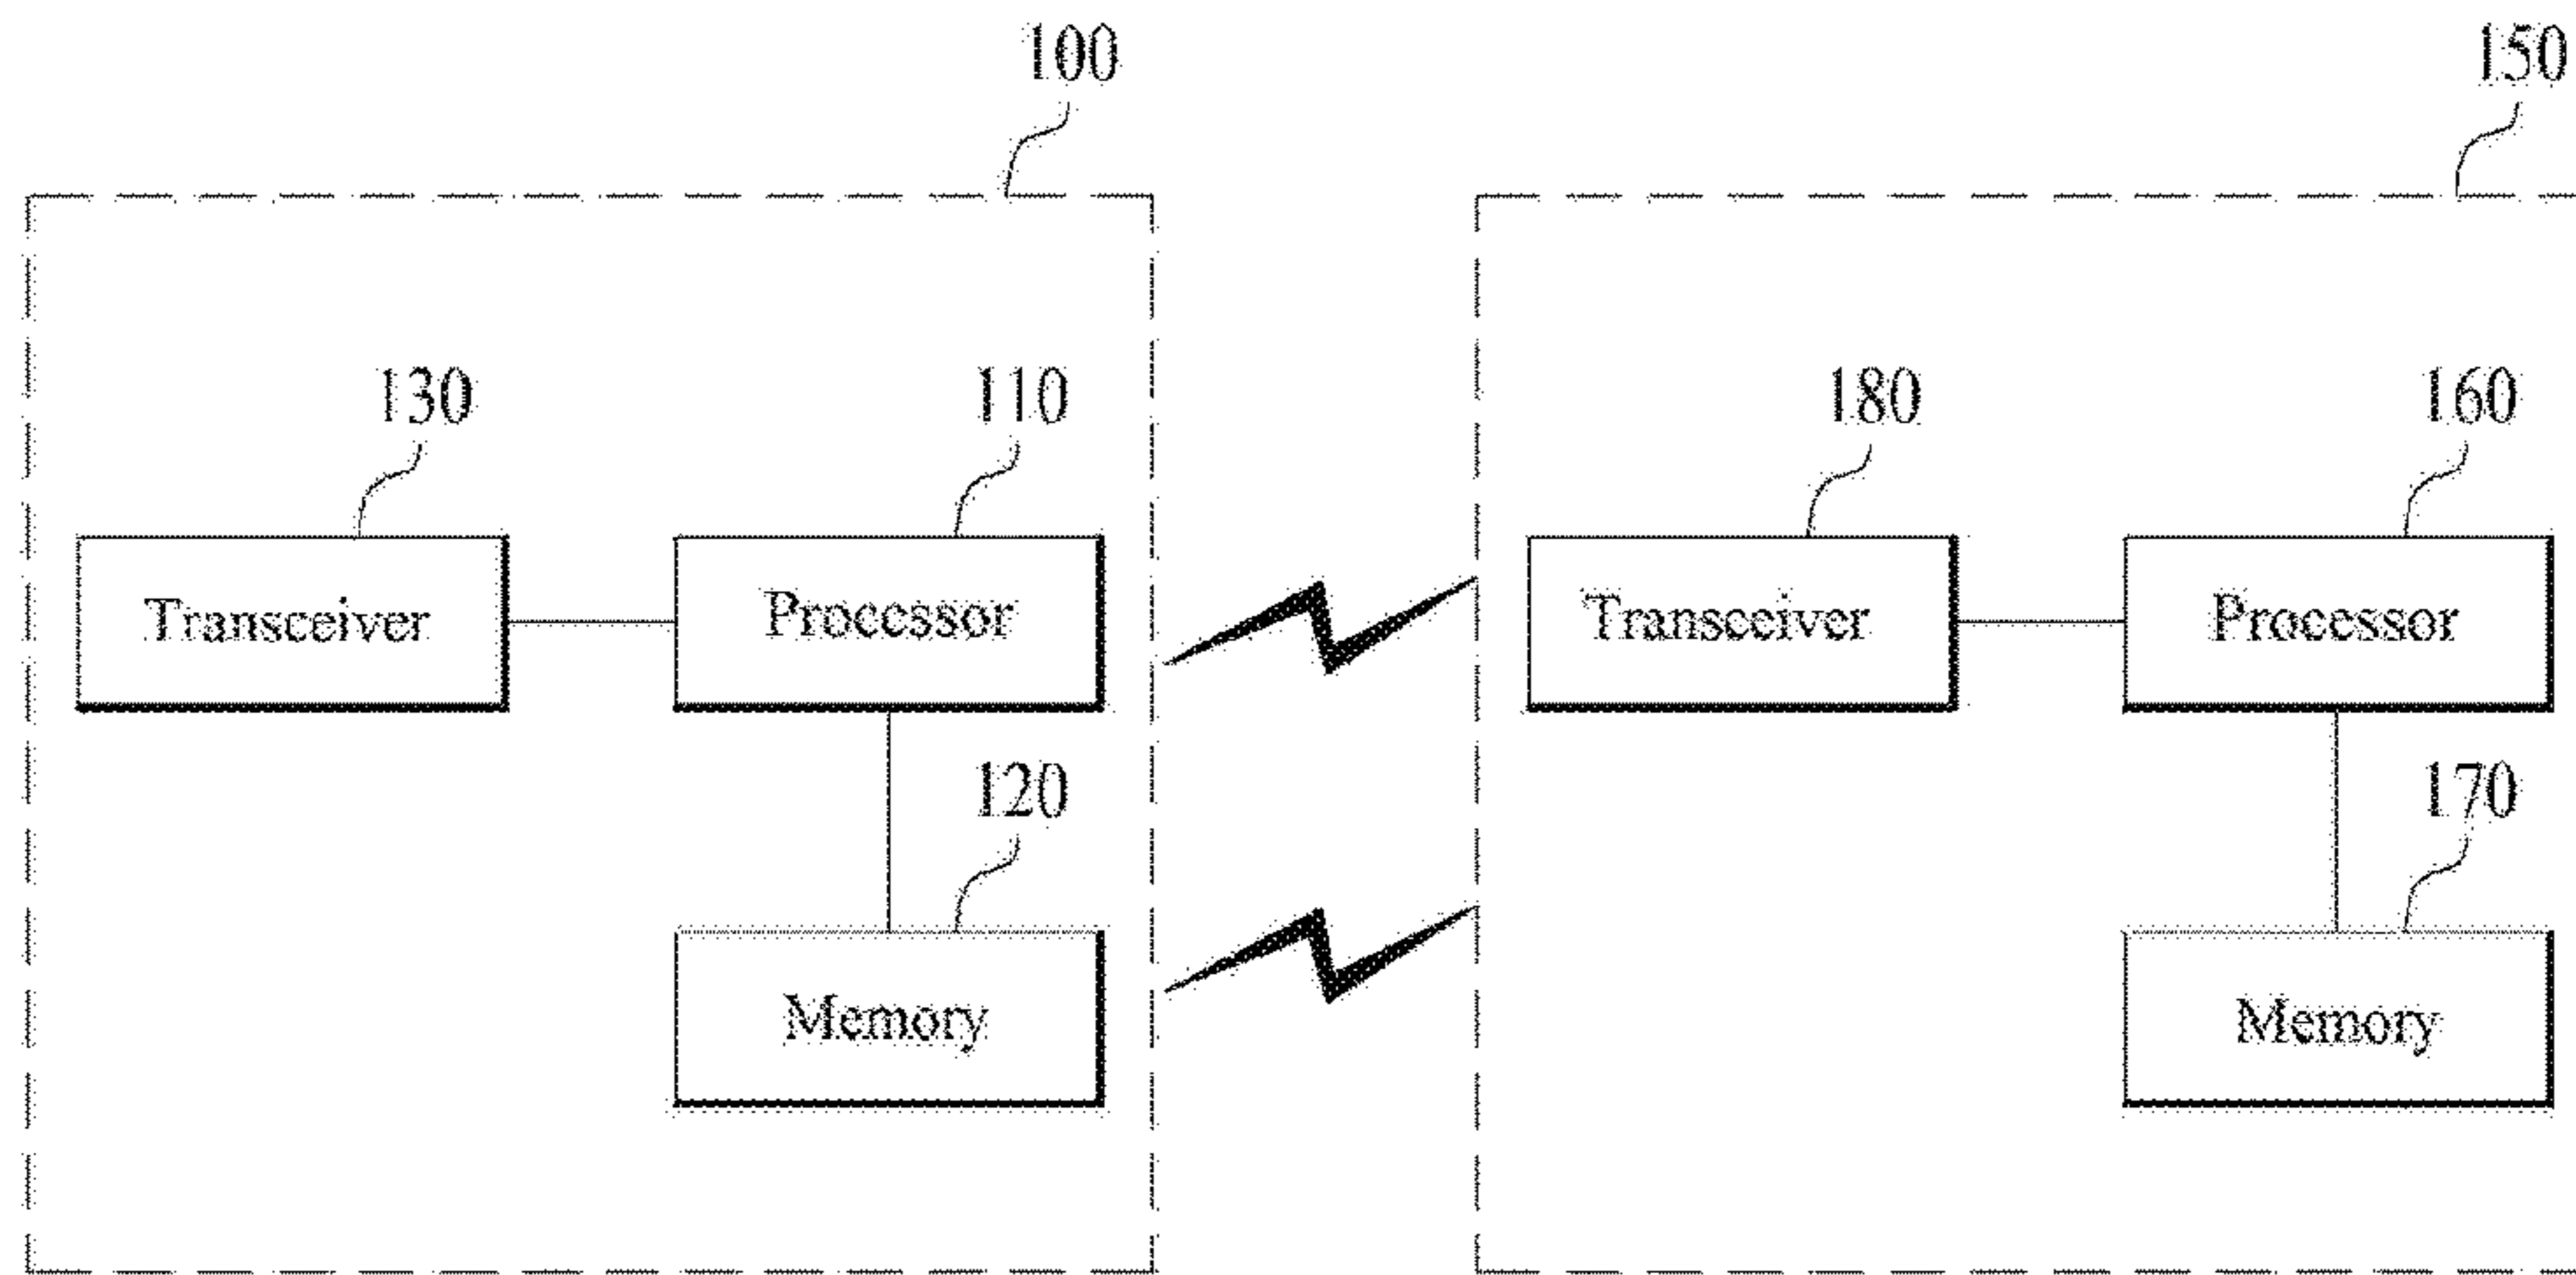 100 150
130 110 180 160
Transceiver Processor Transceiver Processor
120 170
Memory Memory